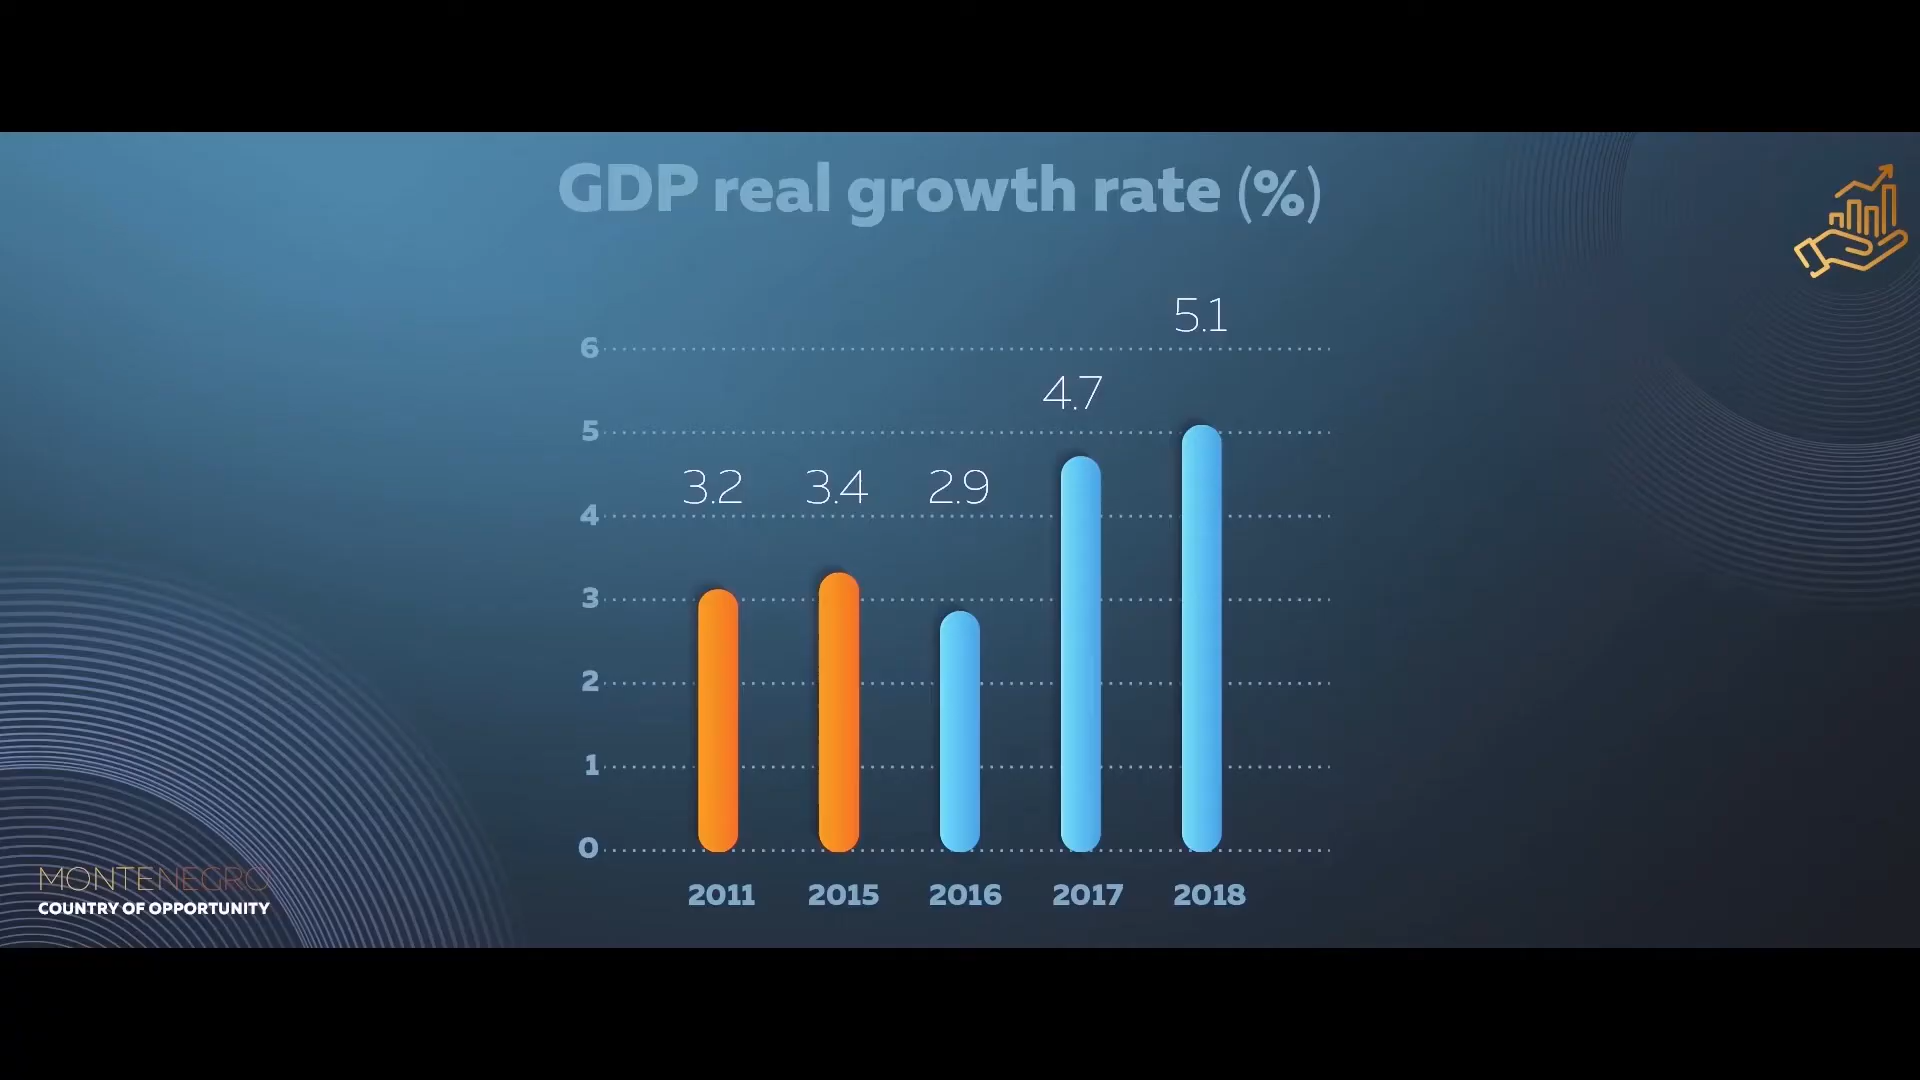 GDP real growth rate (%)
5.1
6
4.7
5
3.2 3.4 2.9
4
3
2
1
0
2011 2015 2016 2017 2018
MONTENEGRO
COUNTRY OF OPPORTUNITY